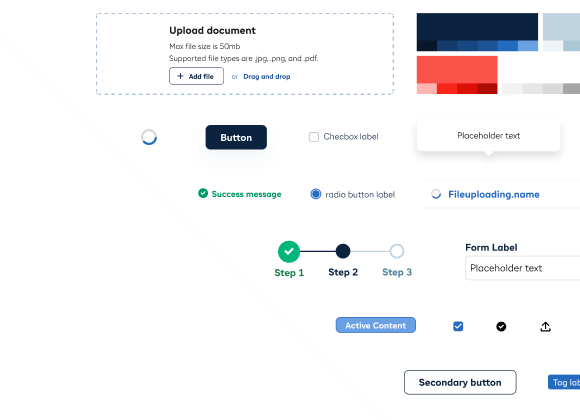 Upload document
Max file size is 50mb
Supported file types are .jpg, .png, and .pdf.
+ Add file or Drag and drop
Button
Checbox label
Placeholder text
Success message
radio button label
Fileuploading.name
Step 1 Step 2 Step 3
Form Label
Placeholder text
Active Content
Secondary button
Tag lab